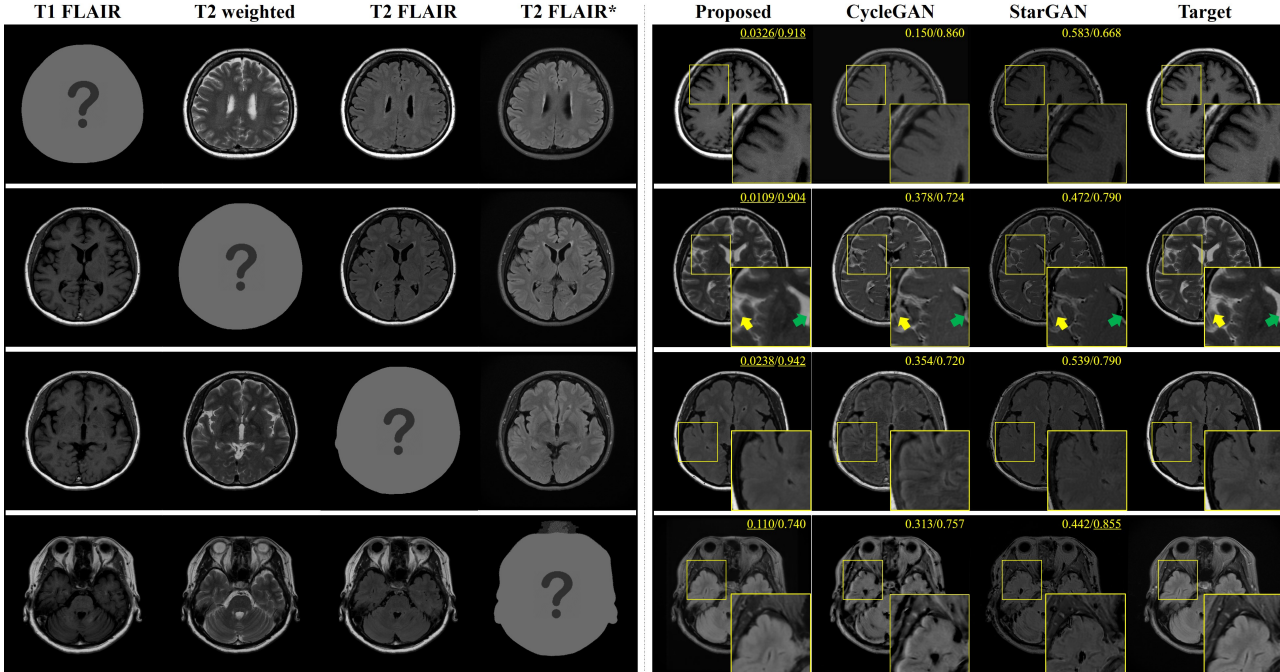 T1 FLAIR T2 weighted T2 FLAIR T2 FLAIR* Proposed CycleGAN StarGAN Target
? 0.0326/0.918 0.150/0.860 0.583/0.668
? 0.0109/0.904 0.378/0.724 0.472/0.790
? 0.0238/0.942 0.354/0.720 0.539/0.790
? 0.110/0.740 0.313/0.757 0.442/0.855